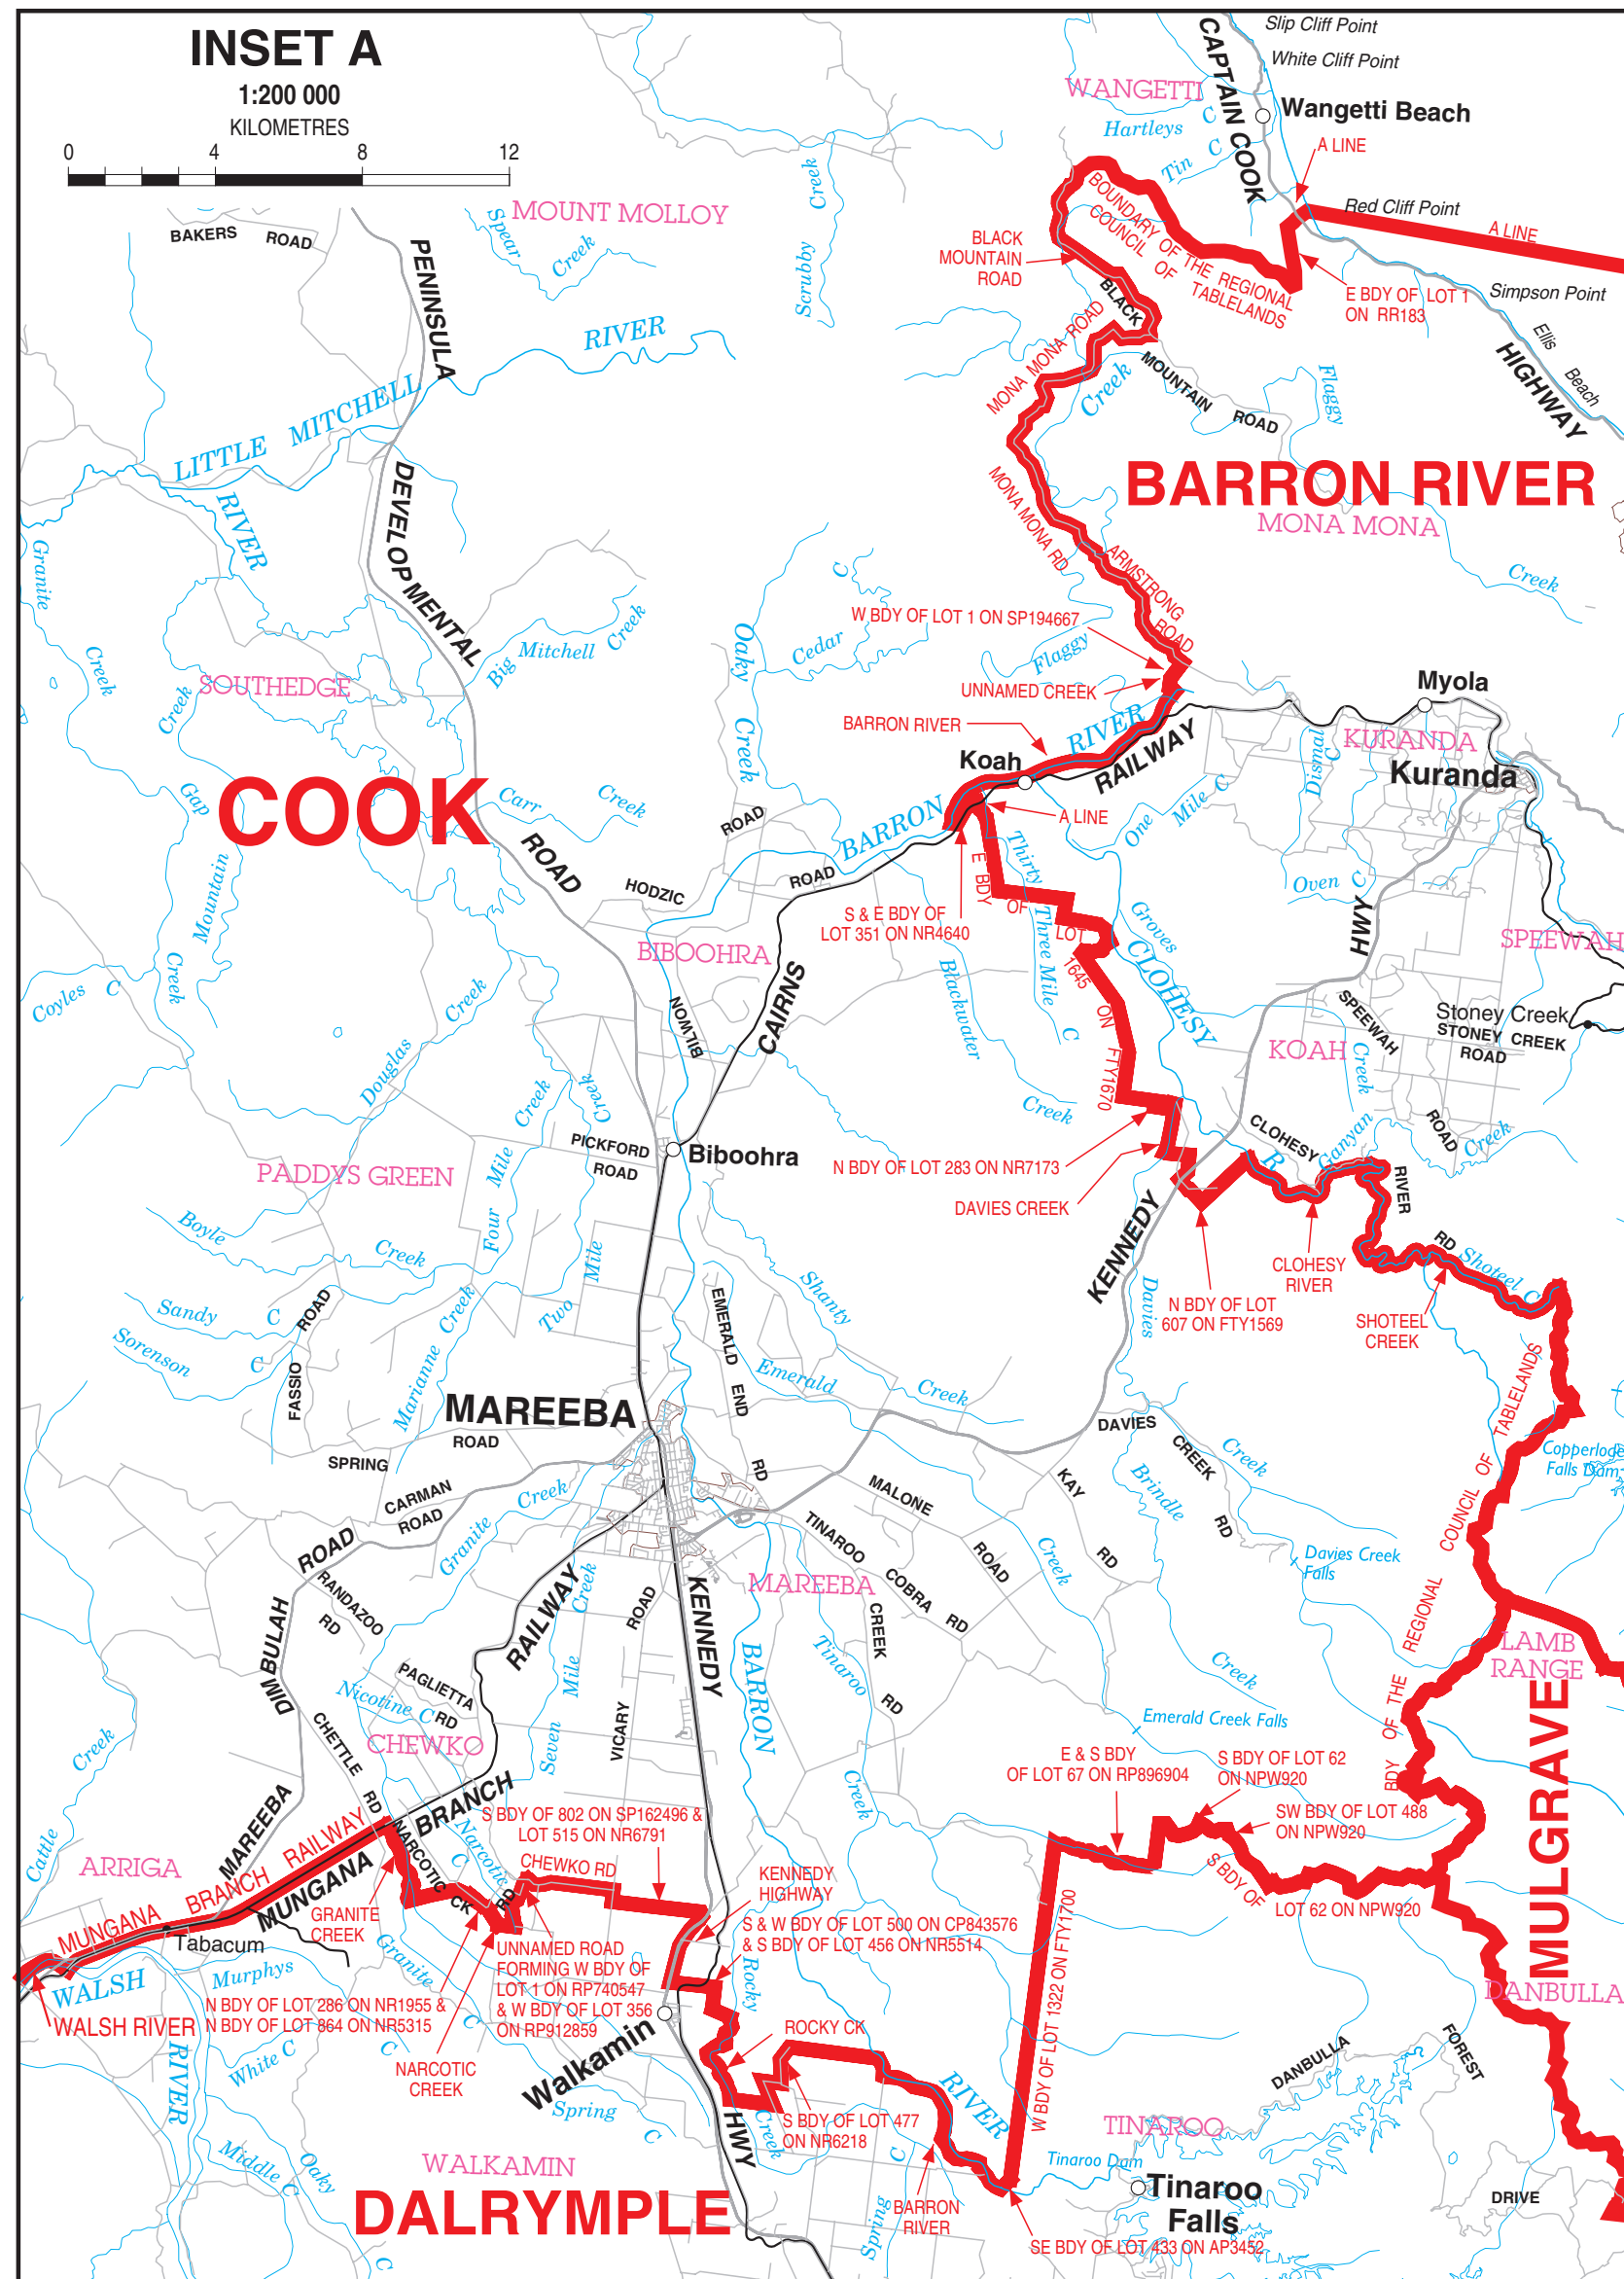 INSET A
1:200 000
KILOMETRES
0 4 8 12
Slip Cliff Point
White Cliff Point
WANGETTI
CAPTAIN COOK
Wangetti Beach
Hartleys C
Tin C
A LINE
Red Cliff Point
A LINE
BOUNDARY OF THE REGIONAL
COUNCIL OF TABLELANDS
E BDY OF LOT 1
ON RR183
Simpson Point
Ellis Beach
HIGHWAY
BLACK
MOUNTAIN
ROAD
BLACK
MOUNTAIN
ROAD
BAKERS ROAD
MOUNT MOLLOY
Spear
Creek
Scrubby
Creek
PENINSULA
RIVER
LITTLE MITCHELL
RIVER
DEVELOPMENTAL
MONA MONA ROAD
Creek
Flaggy
BARRON RIVER
MONA MONA
Creek
MONA MONA RD
ARMSTRONG
ROAD
Granite
Creek
W BDY OF LOT 1 ON SP194667
C
Cedar
Flaggy
Oaky
Creek
Big Mitchell Creek
SOUTHEDGE
Creek
UNNAMED CREEK
BARRON RIVER
RIVER
Koah
RAILWAY
Myola
KURANDA
Kuranda
Dismal
C
COOK
Gap
Mountain
Creek
Carr Creek
ROAD
ROAD
HODZIC
ROAD
BARRON
A LINE
One Mile C
Thirty
Three Mile
C
E BDY
OF
LOT
1645
ON
FTY1670
S & E BDY OF
LOT 351 ON NR4640
Oven C
HWY
Groves
CLOHESY
SPEEWAH
BIBOOHRA
BILWON
CAIRNS
Blackwater
Creek
Coyles C
Creek
Douglas
SPEEWAH
Stoney Creek
STONEY CREEK
ROAD
KOAH
Creek
Ganyan
ROAD
Creek
CLOHESY
RIVER
RD
R
Creek
Creek
PICKFORD
ROAD
Biboohra
N BDY OF LOT 283 ON NR7173
DAVIES CREEK
PADDYS GREEN
Four Mile
Two Mile
Boyle
Creek
KENNEDY
Davies
N BDY OF LOT
607 ON FTY1569
CLOHESY
RIVER
SHOTEEL
CREEK
Shoteel C
Sandy C
Sorenson C
ROAD
FASSIO
Marianne
Creek
EMERALD
END
RD
Shanty
Emerald
Creek
MAREEBA
ROAD
SPRING
CARMAN
ROAD
Creek
Granite
DAVIES
CREEK
RD
Creek
Brindle
KAY
RD
Davies Creek
Falls
Copperlode
Falls Dam
BDY OF THE REGIONAL COUNCIL OF TABLELANDS
MALONE
ROAD
TINAROO
COBRA
RD
CREEK
RD
Creek
Creek
ROAD
RANDAZOO
RD
DIMBULAH
RAILWAY
Creek
Mile
Seven
ROAD
VICARY
KENNEDY
MAREEBA
BARRON
Tinaroo
Creek
PAGLIETTA
RD
Nicotine C
CHEWKO
CHETTLE
RD
Creek
Cattle
ARRIGA
MAREEBA
Emerald Creek Falls
LAMB
RANGE
MULGRAVE
E & S BDY
OF LOT 67 ON RP896904
S BDY OF LOT 62
ON NPW920
SW BDY OF LOT 488
ON NPW920
S BDY OF
LOT 62 ON NPW920
BRANCH
S BDY OF 802 ON SP162496 &
LOT 515 ON NR6791
Narcotic
C
NARCOTIC CK
CHEWKO RD
RD
MUNGANA BRANCH RAILWAY
MUNGANA
Tabacum
GRANITE
CREEK
KENNEDY
HIGHWAY
S & W BDY OF LOT 500 ON CP843576
& S BDY OF LOT 456 ON NR5514
UNNAMED ROAD
FORMING W BDY OF
LOT 1 ON RP740547
& W BDY OF LOT 356
ON RP912859
Granite
C
Murphys
C
WALSH
RIVER
WALSH RIVER
N BDY OF LOT 286 ON NR1955 &
N BDY OF LOT 864 ON NR5315
White C
NARCOTIC
CREEK
Walkamin
Rocky
Creek
ROCKY CK
W BDY OF LOT 1322 ON FTY1700
DANBULLA
DANBULLA
FOREST
DRIVE
Spring C
HWY
S BDY OF LOT 477
ON NR6218
RIVER
TINAROO
Tinaroo Dam
Tinaroo
Falls
Middle C
Oaky
C
WALKAMIN
DALRYMPLE
Spring
C
BARRON
RIVER
SE BDY OF LOT 433 ON AP3452